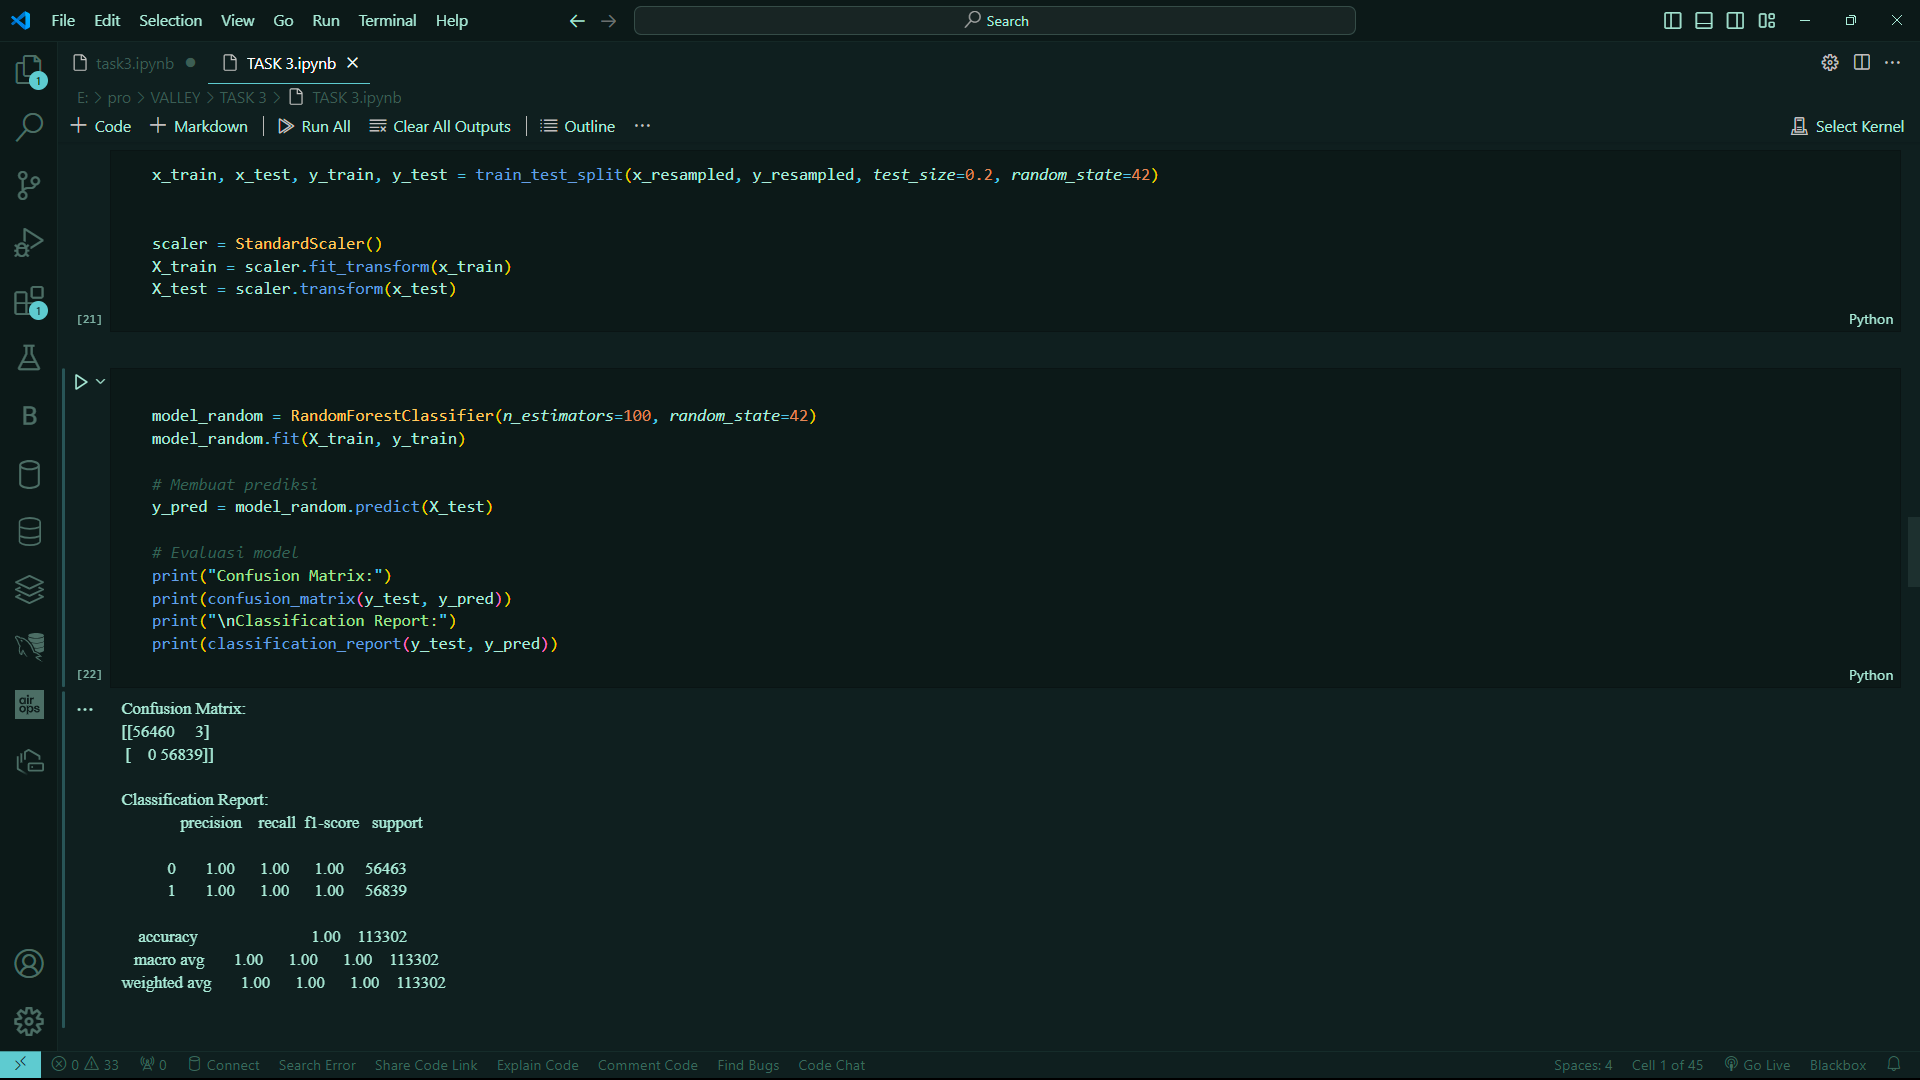 File Edit Selection View Go Run Terminal Help
Search
task3.ipynb
TASK 3.ipynb
E: > pro > VALLEY > TASK 3 > TASK 3.ipynb
+ Code + Markdown Run All Clear All Outputs Outline ...
Select Kernel
x_train, x_test, y_train, y_test = train_test_split(x_resampled, y_resampled, test_size=0.2, random_state=42)
scaler = StandardScaler()
X_train = scaler.fit_transform(x_train)
X_test = scaler.transform(x_test)
[21]
Python
model_random = RandomForestClassifier(n_estimators=100, random_state=42)
model_random.fit(X_train, y_train)
# Membuat prediksi
y_pred = model_random.predict(X_test)
# Evaluasi model
print("Confusion Matrix:")
print(confusion_matrix(y_test, y_pred))
print("\nClassification Report:")
print(classification_report(y_test, y_pred))
[22]
Python
... Confusion Matrix:
[[56460 3]
[ 0 56839]]
Classification Report:
precision recall f1-score support
0 1.00 1.00 1.00 56463
1 1.00 1.00 1.00 56839
accuracy 1.00 113302
macro avg 1.00 1.00 1.00 113302
weighted avg 1.00 1.00 1.00 113302
1
1
B
air
ops
0 33 0 Connect Search Error Share Code Link Explain Code Comment Code Find Bugs Code Chat
Spaces: 4 Cell 1 of 45 Go Live Blackbox